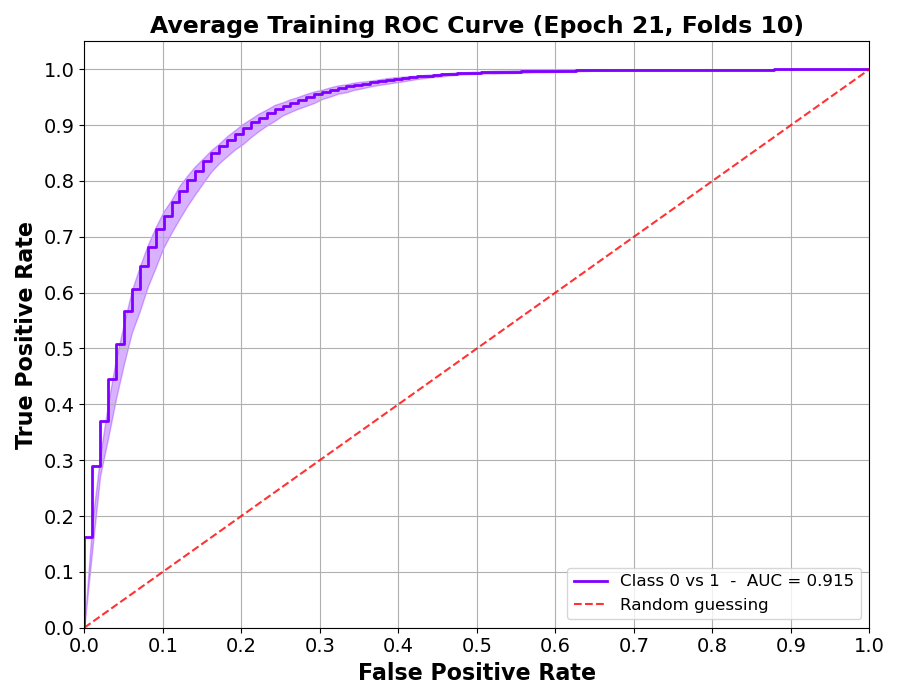 Average Training ROC Curve (Epoch 21, Folds 10)
True Positive Rate
1.0
0.9
0.8
0.7
0.6
0.5
0.4
0.3
0.2
0.1
0.0
Class 0 vs 1 - AUC = 0.915
Random guessing
0.0 0.1 0.2 0.3 0.4 0.5 0.6 0.7 0.8 0.9 1.0
False Positive Rate